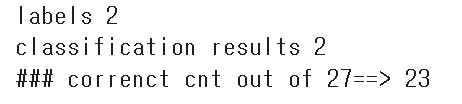 labels 2
classification results 2
### correnct cnt out of 27==> 23